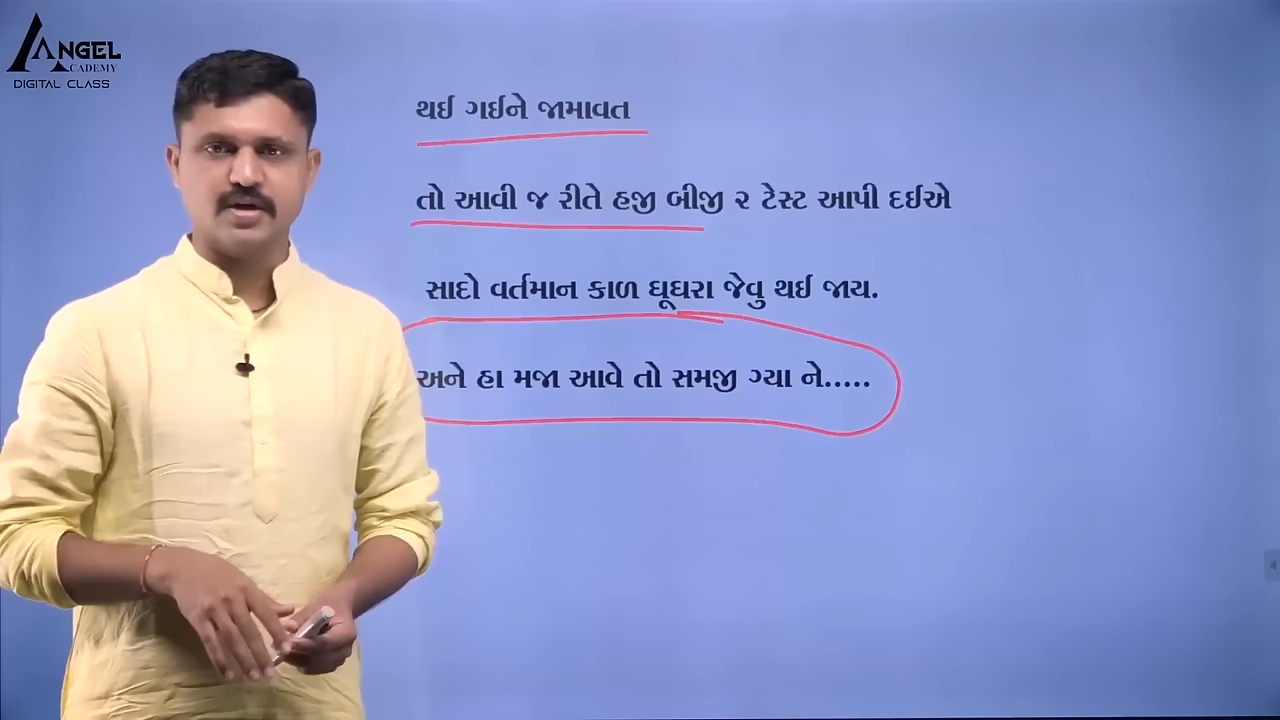 ANGEL
ACADEMY
DIGITAL CLASS
થઈ ગઈને જામાવત
તો આવી જ રીતે હજી બીજી ૨ ટેસ્ટ આપી દઈએ
સાદો વર્તમાન કાળ ઘૂઘરા જેવુ થઈ જાય.
અને હા મજા આવે તો સમજી ગ્યા ને.....